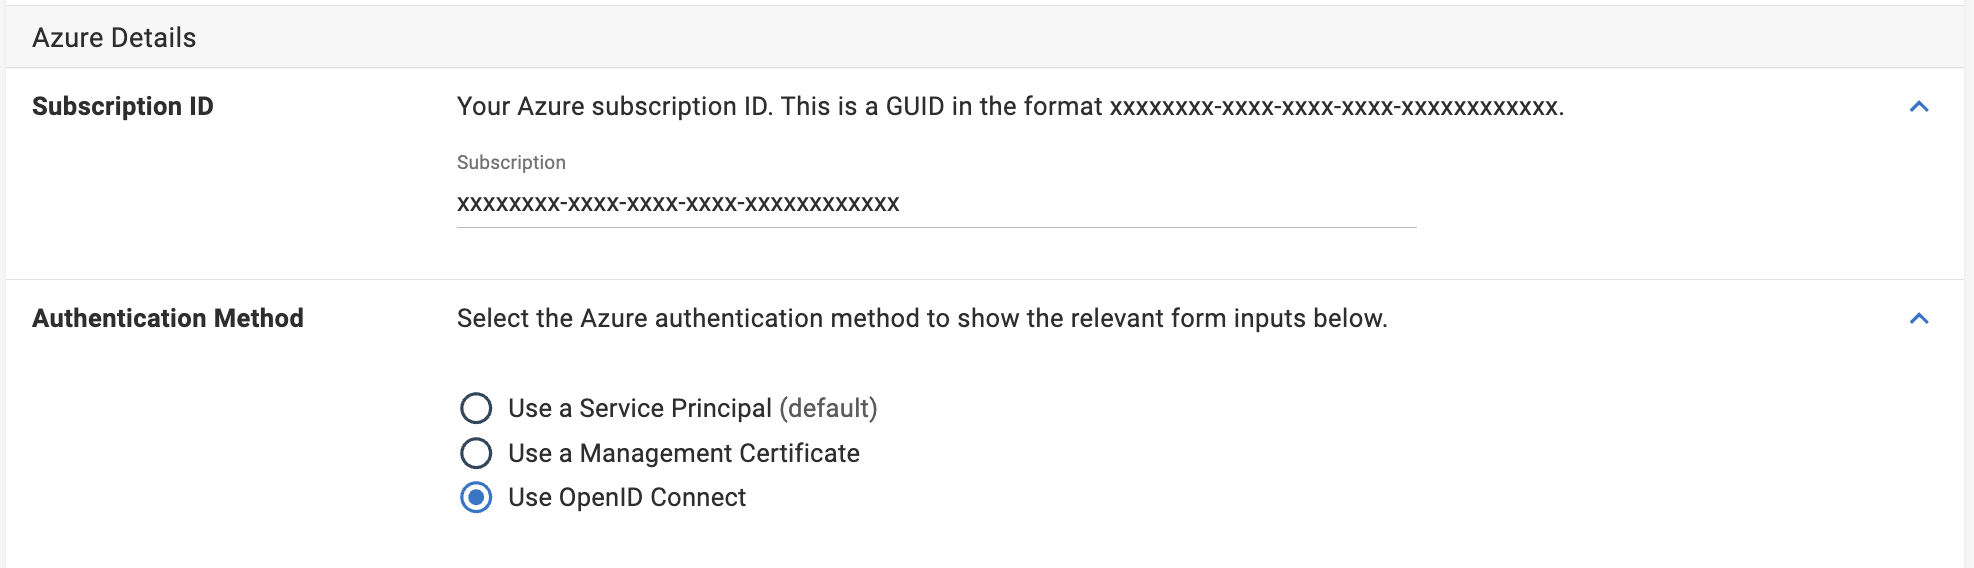 Azure Details
Subscription ID
Your Azure subscription ID. This is a GUID in the format xxxxxxxx-xxxx-xxxx-xxxx-xxxxxxxxxxxx.
Subscription
xxxxxxxx-xxxx-xxxx-xxxx-xxxxxxxxxxxx
Authentication Method
Select the Azure authentication method to show the relevant form inputs below.
Use a Service Principal (default)
Use a Management Certificate
Use OpenID Connect